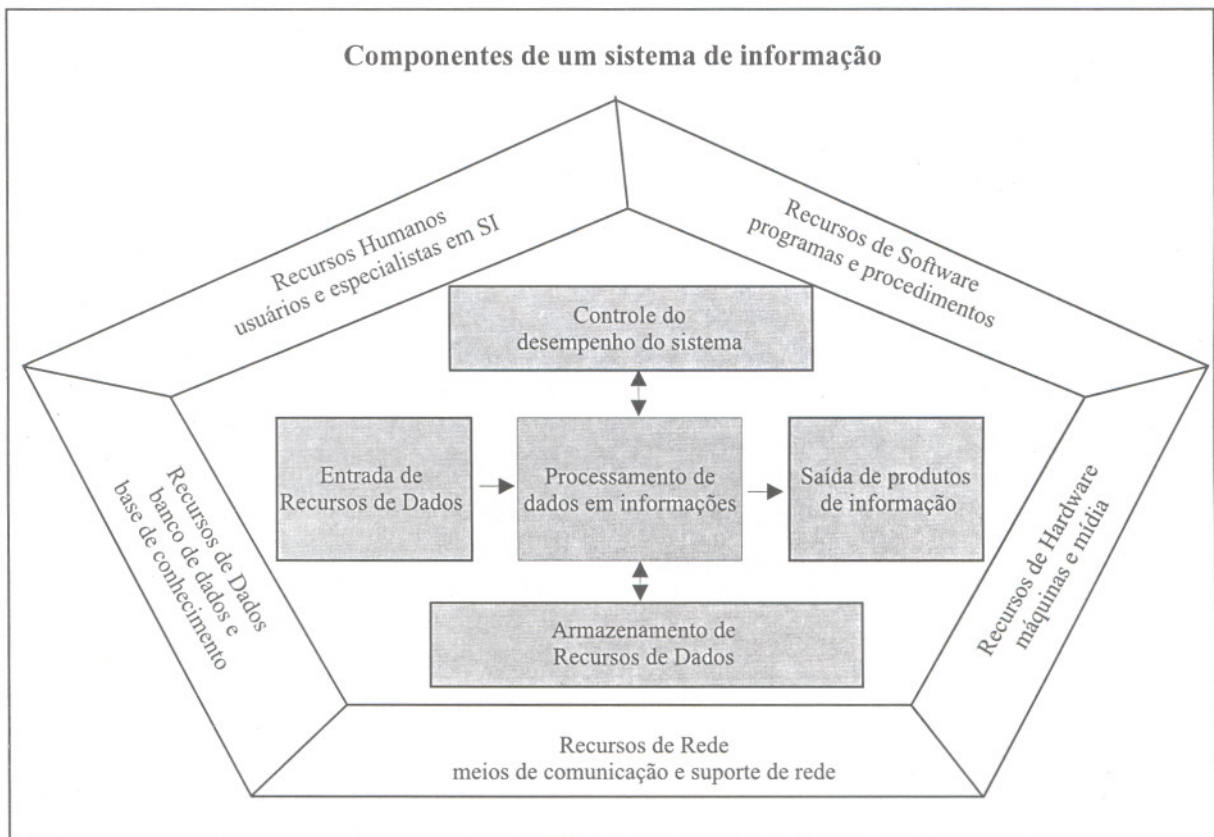 Componentes de um sistema de informação
Recursos Humanos
usuários e especialistas em SI
Recursos de Software
programas e procedimentos
Controle do
desempenho do sistema
Entrada de
Recursos de Dados
Processamento de
dados em informações
Saída de produtos
de informação
Recursos de Dados
banco de dados e
base de conhecimento
Recursos de Hardware
máquinas e mídia
Armazenamento de
Recursos de Dados
Recursos de Rede
meios de comunicação e suporte de rede